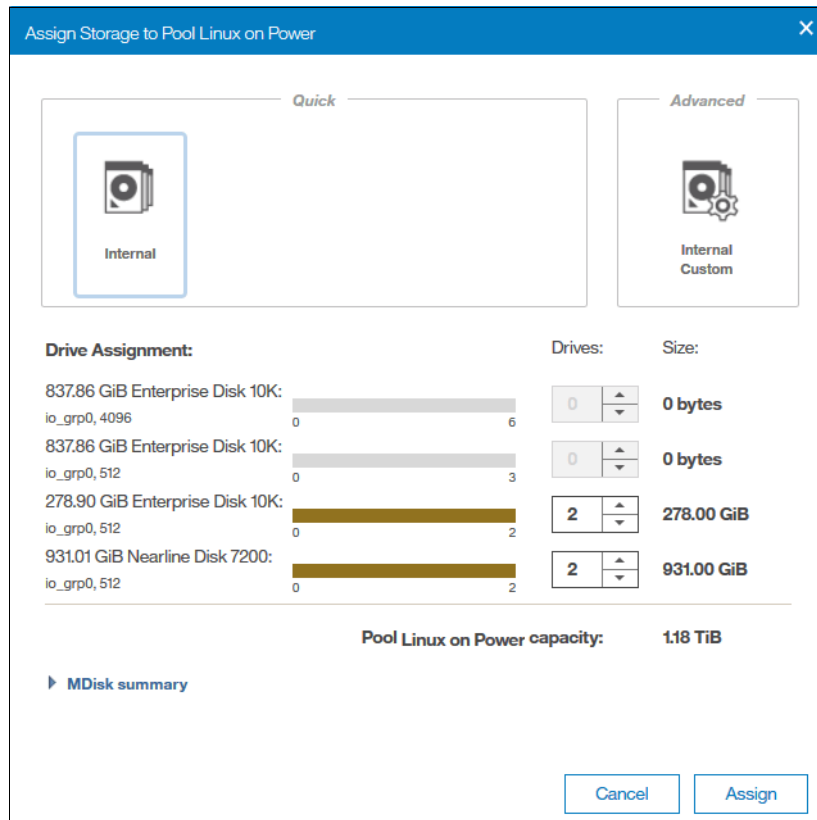 Assign Storage to Pool Linux on Power
Quick
Advanced
Internal
Internal
Custom
Drive Assignment:
Drives:
Size:
837.86 GiB Enterprise Disk 10K:
io_grp0, 4096
0
6
0
0 bytes
837.86 GiB Enterprise Disk 10K:
io_grp0, 512
0
3
0
0 bytes
278.90 GiB Enterprise Disk 10K:
io_grp0, 512
0
2
2
278.00 GiB
931.01 GiB Nearline Disk 7200:
io_grp0, 512
0
2
2
931.00 GiB
Pool Linux on Power capacity:
1.18 TiB
MDisk summary
Cancel
Assign